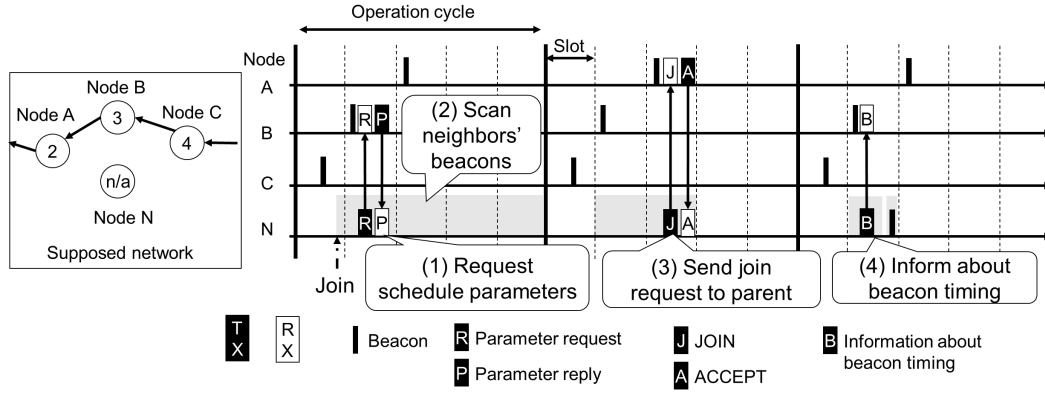 Operation cycle
Slot
Node
A
B
C
N
Node B
Node A
Node C
3
2
4
n/a
Node N
Supposed network
J
A
R
P
B
(2) Scan
neighbors'
beacons
R
P
J
A
B
Join
(1) Request
schedule parameters
(3) Send join
request to parent
(4) Inform about
beacon timing
T
X
R
X
Beacon
R Parameter request
P Parameter reply
J JOIN
A ACCEPT
B Information about
beacon timing